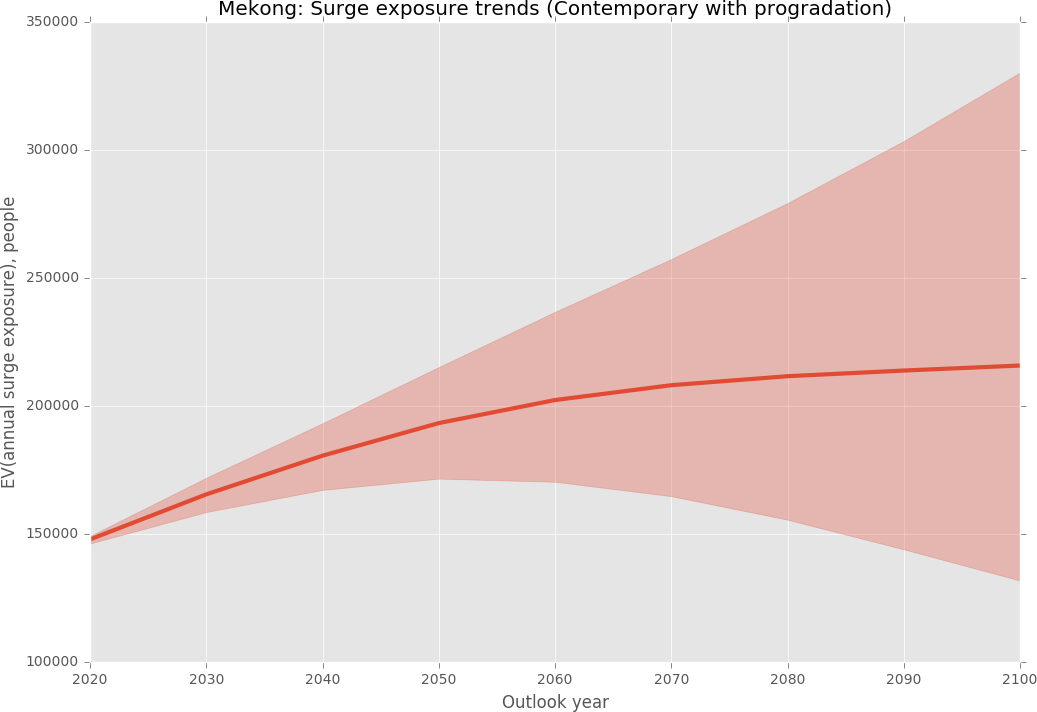 Mekong: Surge exposure trends (Contemporary with progradation)
EV(annual surge exposure), people
350000
300000
250000
200000
150000
100000
2020 2030 2040 2050 2060 2070 2080 2090 2100
Outlook year